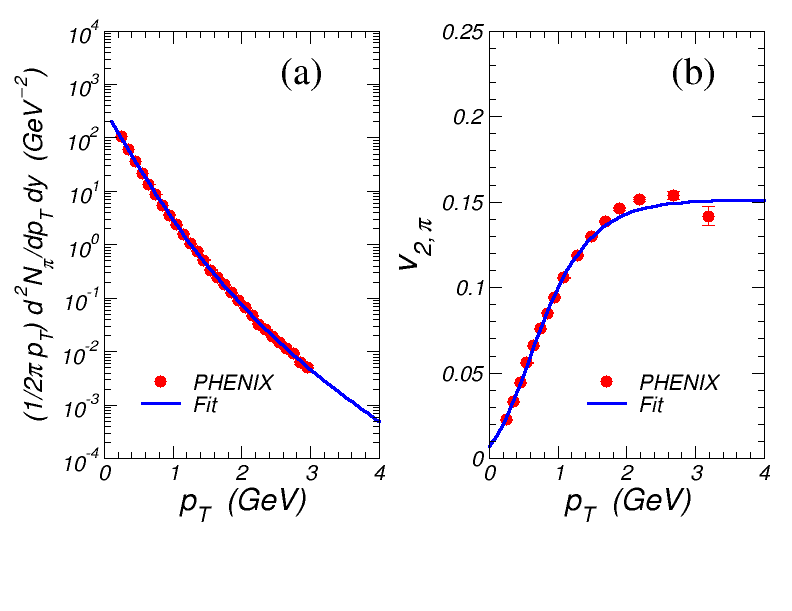 (a)
10^4
10^3
10^2
10^1
10^0
10^-1
10^-2
10^-3
10^-4
(1/2π p_T) d^2N_π/dp_T dy (GeV^−2)
PHENIX
Fit
0 1 2 3 4
p_T (GeV)
(b)
0.25
0.2
0.15
0.1
0.05
0
v_2,π
PHENIX
Fit
0 1 2 3 4
p_T (GeV)